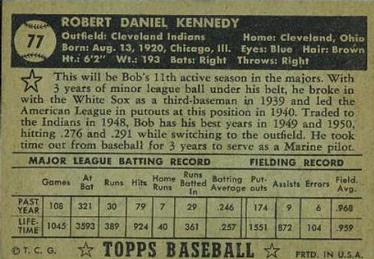 77
ROBERT DANIEL KENNEDY
Outfield: Cleveland Indians Home: Cleveland, Ohio
Born: Aug. 13, 1920, Chicago, Ill. Eyes: Blue Hair: Brown
Ht.: 6'2" Wt.: 193 Bats: Right Throws: Right
This will be Bob's 11th active season in the majors. With
3 years of minor league ball under his belt, he broke in
with the White Sox as a third-baseman in 1939 and led the
American League in putouts at this position in 1940. Traded
to the Indians in 1948, Bob has his best years in 1949 and 1950,
hitting .276 and .291 while switching to the outfield. He took
time out from baseball for 3 years to serve as a Marine pilot.
MAJOR LEAGUE BATTING RECORD FIELDING RECORD
Games At Bat Runs Hits Home Runs Runs Batted In Batting Average Put-outs Assists Errors Field. Av.
PAST YEAR 108 321 30 79 7 29 .246 174 9 6 .968
LIFE-TIME 1045 3593 389 924 40 361 .257 1551 872 104 .959
© T. C. G. TOPPS BASEBALL PRTD. IN U.S.A.